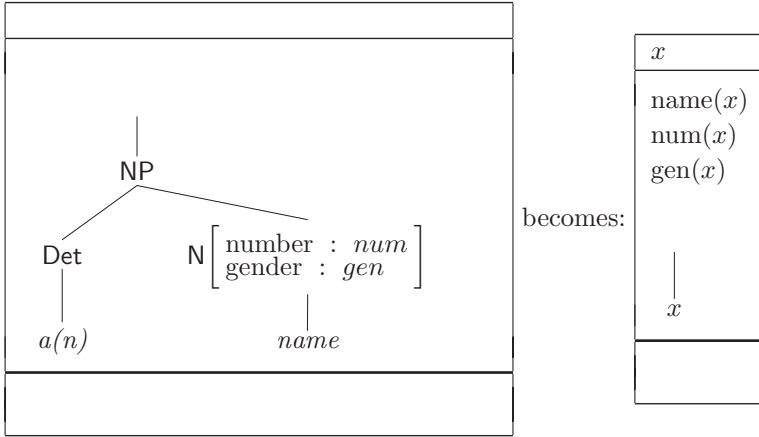 x
name(x)
num(x)
gen(x)
NP
becomes:
Det
N[number : num
gender : gen]
x
a(n)
name